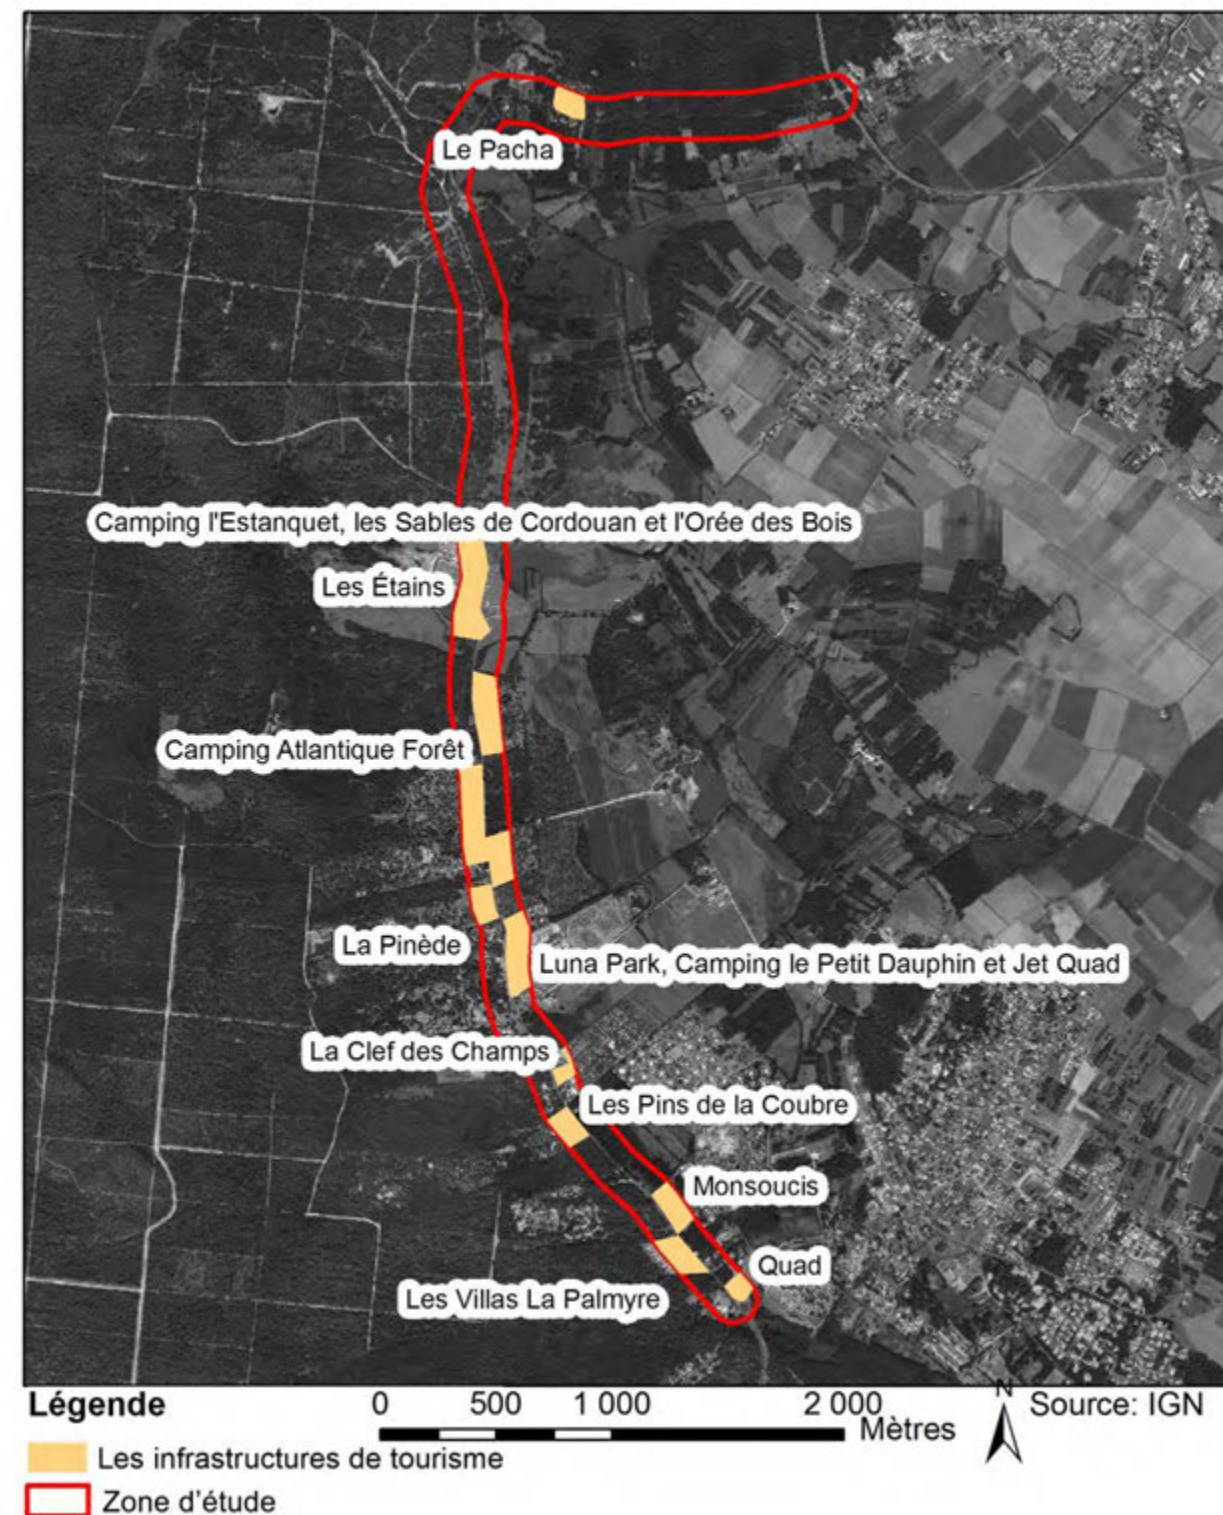 Le Pacha
Camping l'Estanquet, les Sables de Cordouan et l'Orée des Bois
Les Étains
Camping Atlantique Forêt
La Pinède
Luna Park, Camping le Petit Dauphin et Jet Quad
La Clef des Champs
Les Pins de la Coubre
Monsoucis
Quad
Les Villas La Palmyre
Légende
0 500 1 000 2 000
Mètres
N
Source: IGN
Les infrastructures de tourisme
Zone d'étude